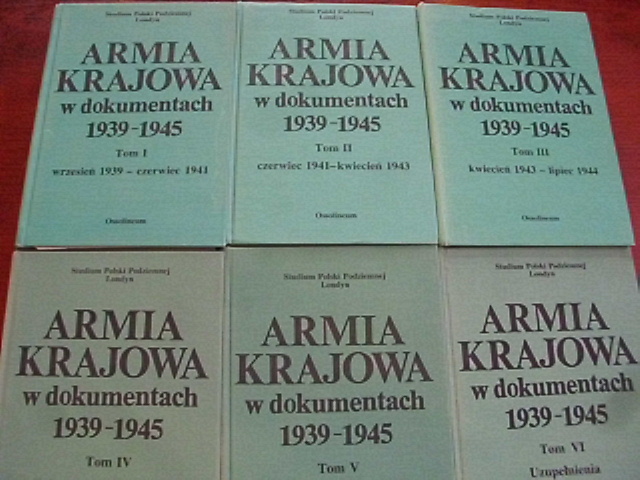 Studium Polski Podziemnej
Londyn
ARMIA
KRAJOWA
w dokumentach
1939-1945
Tom I
wrzesień 1939 - czerwiec 1941
Ossolineum
Studium Polski Podziemnej
Londyn
ARMIA
KRAJOWA
w dokumentach
1939-1945
Tom II
czerwiec 1941-kwiecień 1943
Ossolineum
Studium Polski Podziemnej
Londyn
ARMIA
KRAJOWA
w dokumentach
1939-1945
Tom III
kwiecień 1943 - lipiec 1944
Ossolineum
Studium Polski Podziemnej
Londyn
ARMIA
KRAJOWA
w dokumentach
1939-1945
Tom IV
Studium Polski Podziemnej
Londyn
ARMIA
KRAJOWA
w dokumentach
1939-1945
Tom V
Studium Polski Podziemnej
Londyn
ARMIA
KRAJOWA
w dokumentach
1939-1945
Tom VI
Uzupełnienia